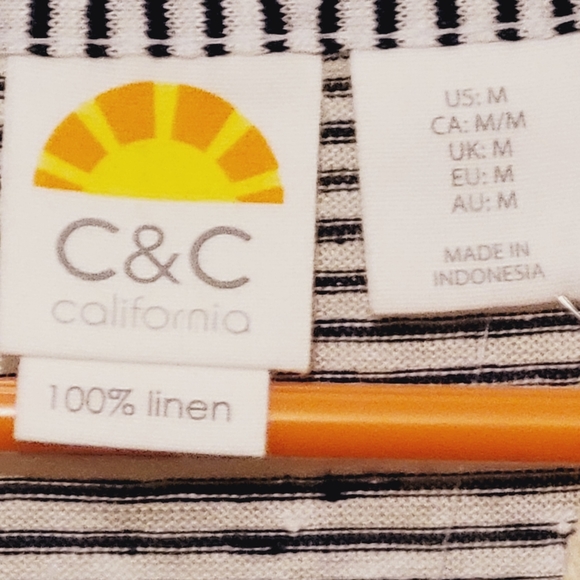 C&C
california
100% linen
US: M
CA: M/M
UK: M
EU: M
AU: M
MADE IN
INDONESIA